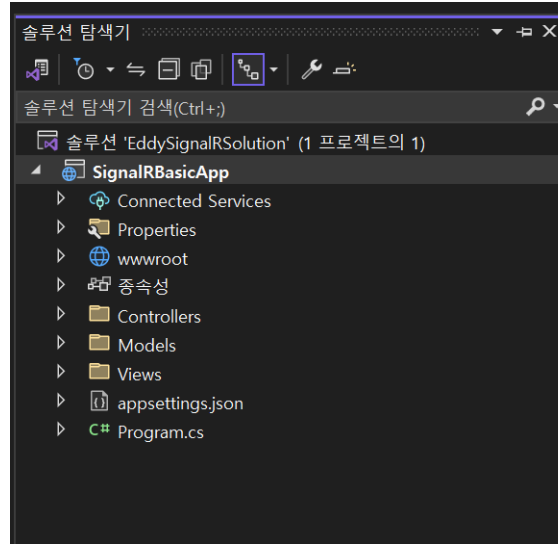 솔루션 탐색기
솔루션 탐색기 검색(Ctrl+;)
솔루션 'EddySignalRSolution' (1 프로젝트의 1)
SignalRBasicApp
Connected Services
Properties
wwwroot
종속성
Controllers
Models
Views
appsettings.json
C# Program.cs